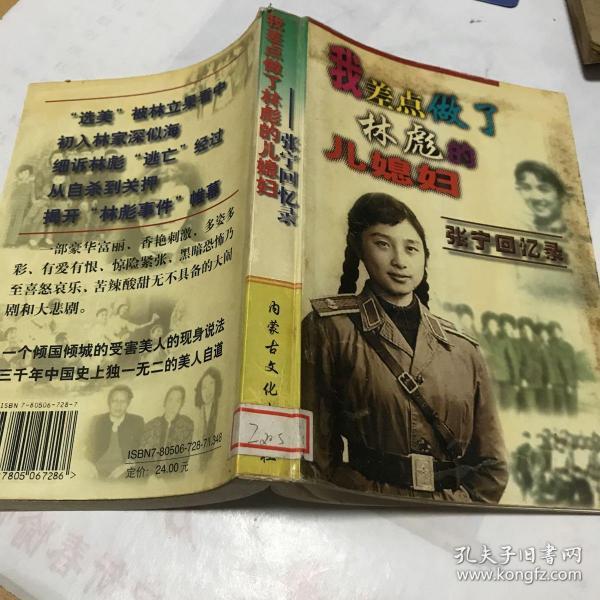 我差点做了
林彪的
儿媳妇
张宁回忆录
我差点做了林彪的儿媳妇
——张宁回忆录
内蒙古文化
社
Z205
"选美"被林立果看中
初入林家深似海
细诉林彪"逃亡"经过
从自杀到关押
揭开"林彪事件"帷幕
一部豪华富丽、香艳刺激,多姿多
彩、有爱有恨、惊险紧张、黑暗恐怖乃
至喜怒哀乐、苦辣酸甜无不具备的大闹
剧和大悲剧。
一个倾国倾城的受害美人的现身说法
三千年中国史上独一无二的美人自道
ISBN 7-80506-728-7
787805067286>
ISBN7-80506-728-7/I.348
定价:24.00元
孔夫子旧书网
www.kongfz.com